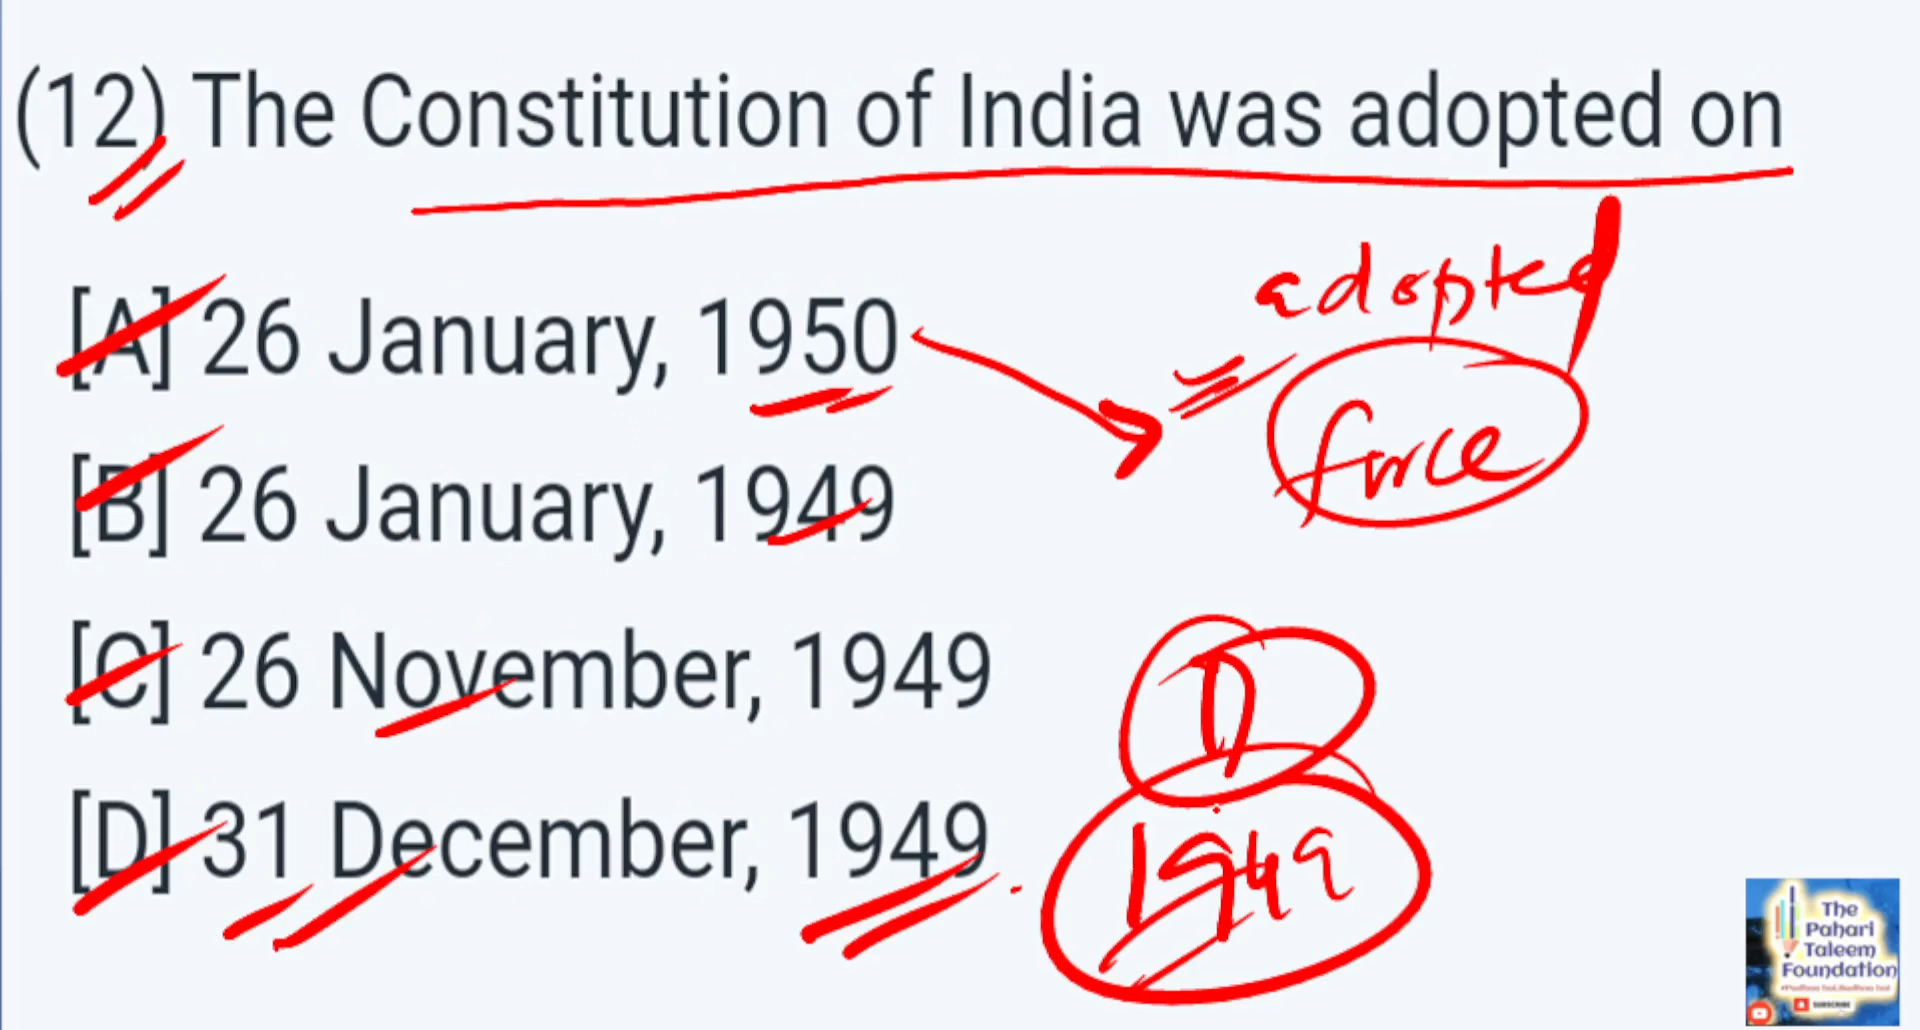 (12) The Constitution of India was adopted on
adopted
[A] 26 January, 1950
force
[B] 26 January, 1949
[C] 26 November, 1949
D
[D] 31 December, 1949
1949
The
Pahari
Taleem
Foundation
SUBSCRIBE